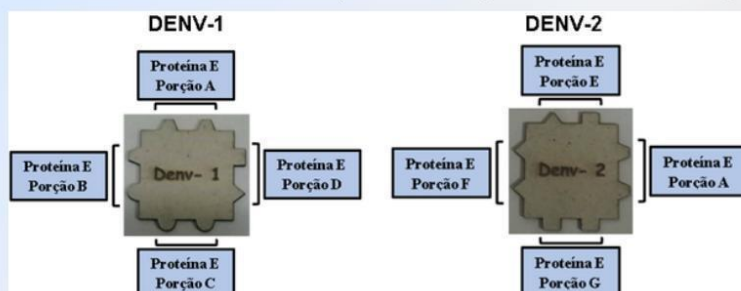 DENV-1
DENV-2
Proteína E
Porção A
Proteína E
Porção B
Denv- 1
Proteína E
Porção D
Proteína E
Porção C
Proteína E
Porção E
Proteína E
Porção F
Denv- 2
Proteína E
Porção A
Proteína E
Porção G